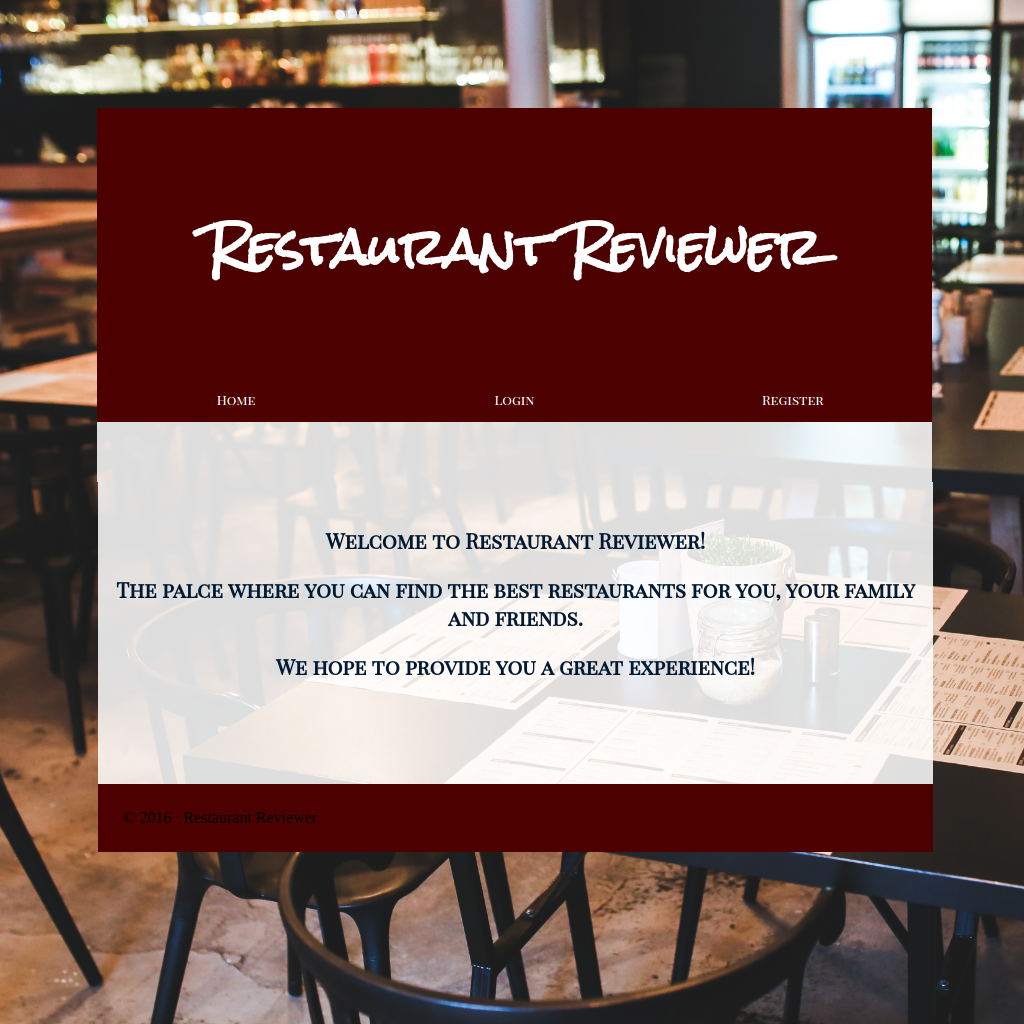 Restaurant Reviewer
Home Login Register
Welcome to Restaurant Reviewer!
The palce where you can find the best restaurants for you, your family
and friends.
We hope to provide you a great experience!
© 2016 · Restaurant Reviewer